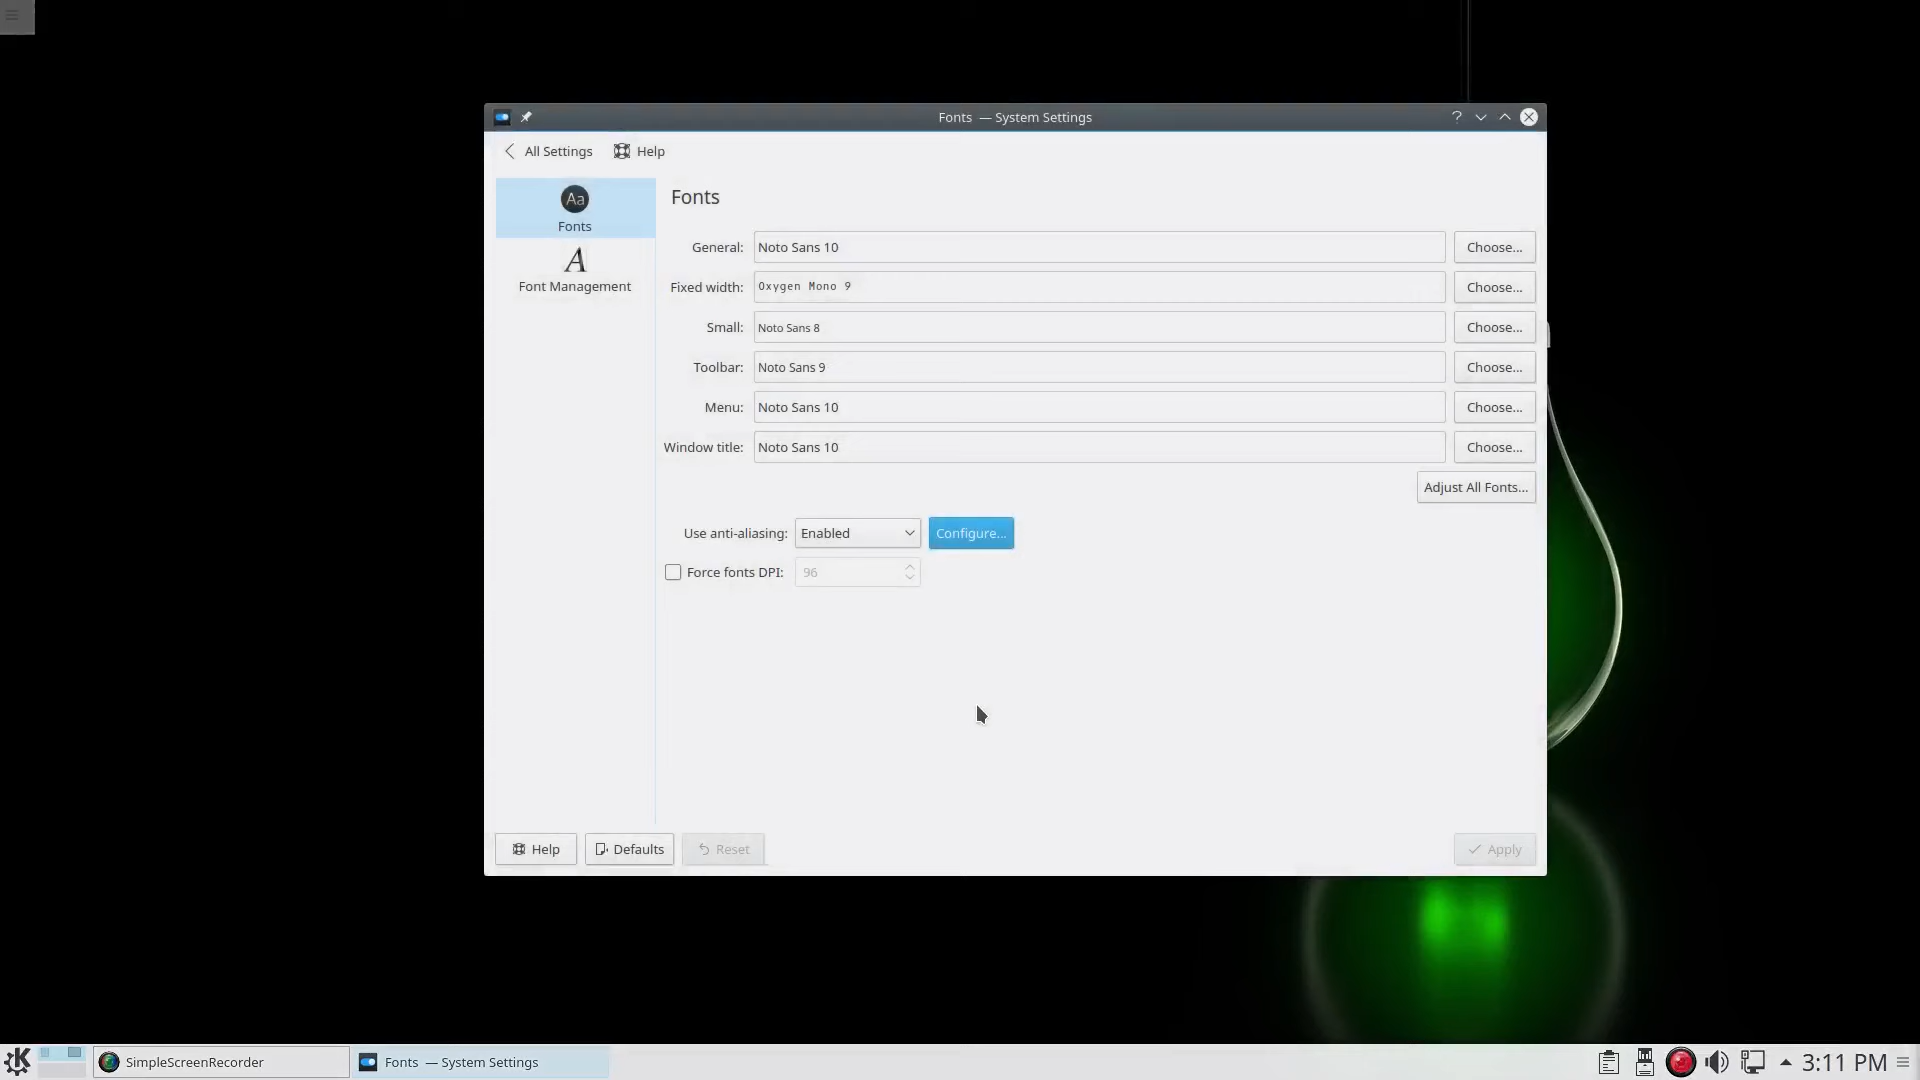 Fonts — System Settings
All Settings Help
Aa
Fonts
A
Font Management
Fonts
General: Noto Sans 10 Choose...
Fixed width: Oxygen Mono 9 Choose...
Small: Noto Sans 8 Choose...
Toolbar: Noto Sans 9 Choose...
Menu: Noto Sans 10 Choose...
Window title: Noto Sans 10 Choose...
Adjust All Fonts...
Use anti-aliasing: Enabled Configure...
Force fonts DPI: 96
Help Defaults Reset Apply
SimpleScreenRecorder Fonts — System Settings 3:11 PM